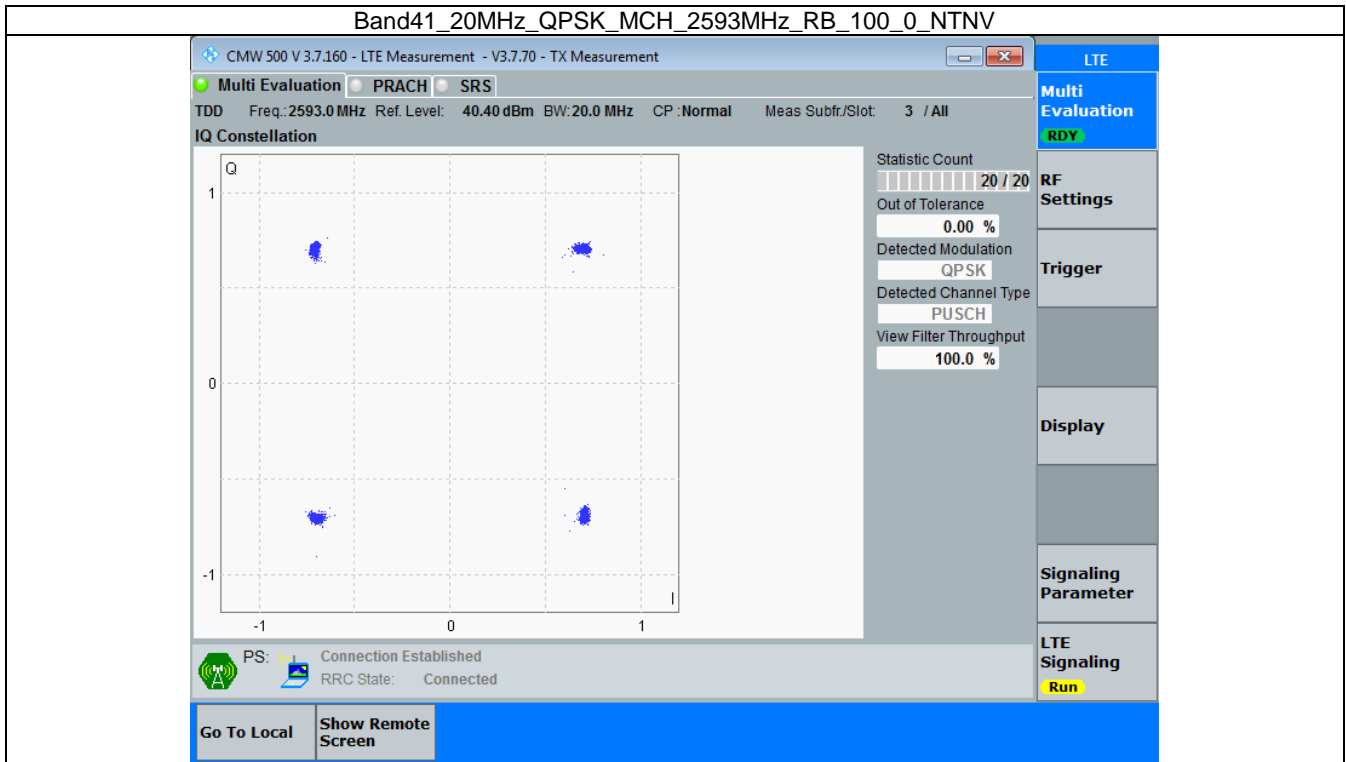 Band41_20MHz_QPSK_MCH_2593MHz_RB_100_0_NTNV
CMW 500 V 3.7.160 - LTE Measurement - V3.7.70 - TX Measurement
LTE
Multi Evaluation PRACH SRS
TDD Freq.: 2593.0 MHz Ref. Level: 40.40 dBm BW: 20.0 MHz CP : Normal Meas Subfr./Slot: 3 / All
IQ Constellation
Q
1
0
-1
I
-1 0 1
Statistic Count
20 / 20
Out of Tolerance
0.00 %
Detected Modulation
QPSK
Detected Channel Type
PUSCH
View Filter Throughput
100.0 %
Multi
Evaluation
RDY
RF
Settings
Trigger
Display
Signaling
Parameter
LTE
Signaling
Run
PS:
Connection Established
RRC State: Connected
Go To Local
Show Remote
Screen